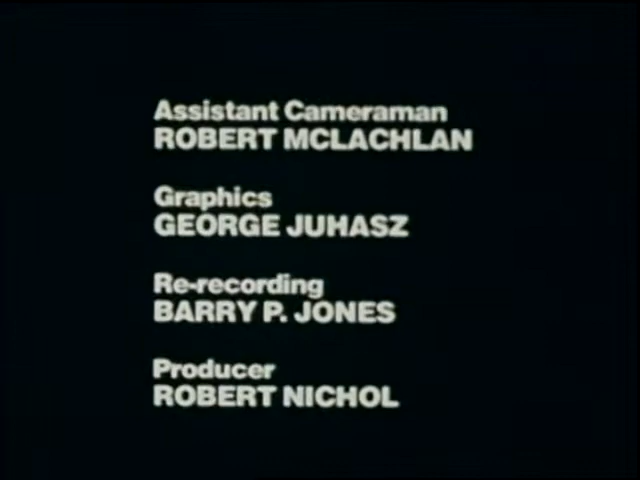 Assistant Cameraman
ROBERT MCLACHLAN
Graphics
GEORGE JUHASZ
Re-recording
BARRY P. JONES
Producer
ROBERT NICHOL